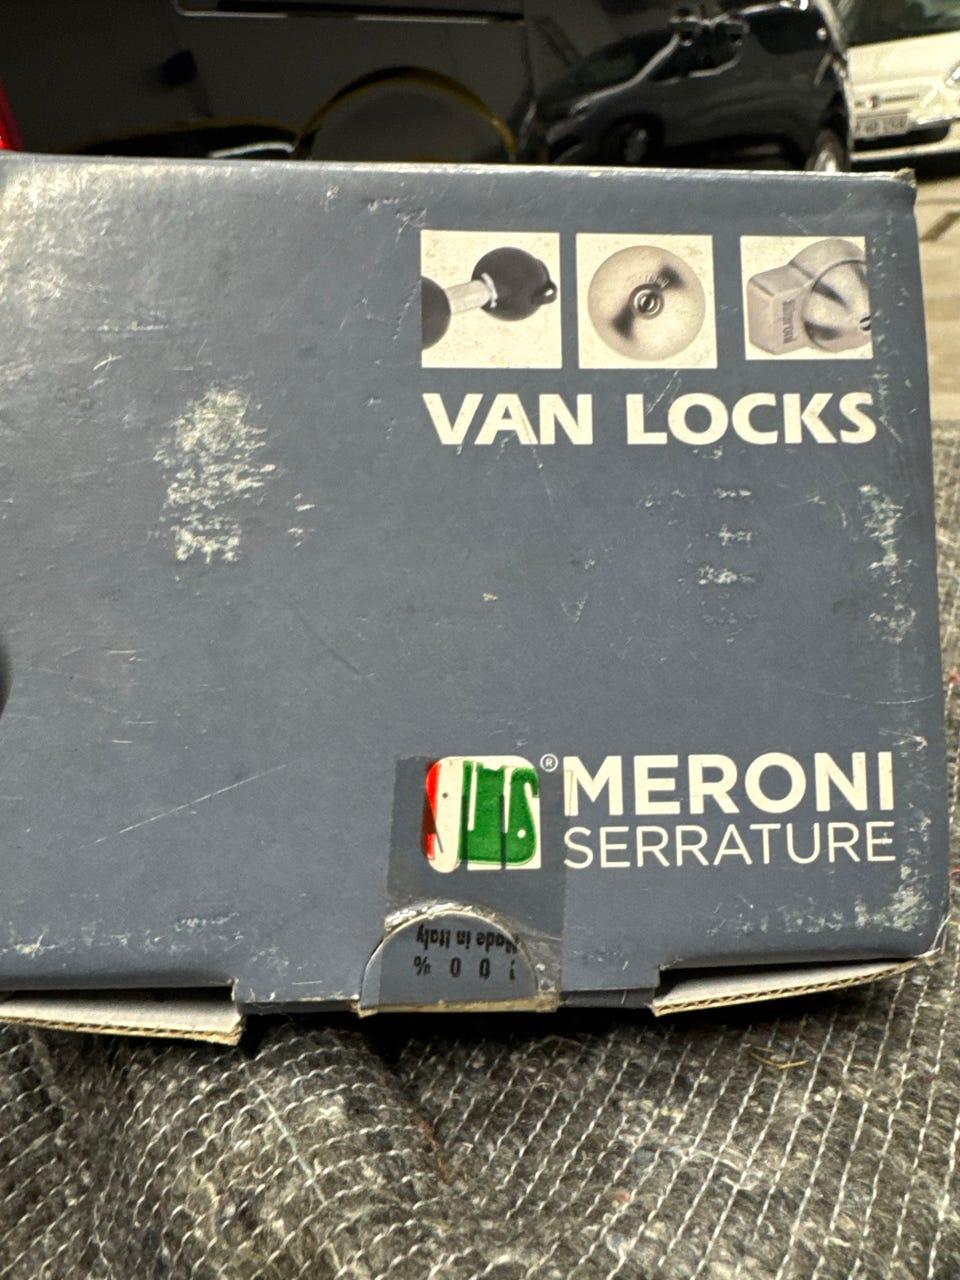 VAN LOCKS
® MERONI
SERRATURE
Made in Italy
100%